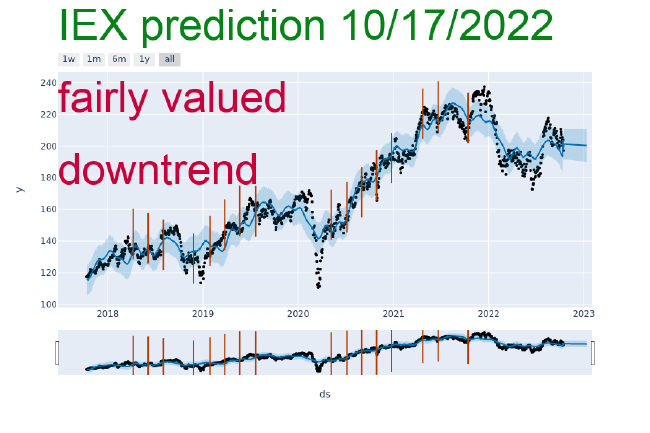 IEX prediction 10/17/2022
1w 1m 6m 1y all
fairly valued
downtrend
y
240
220
200
180
160
140
120
100
2018 2019 2020 2021 2022 2023
ds